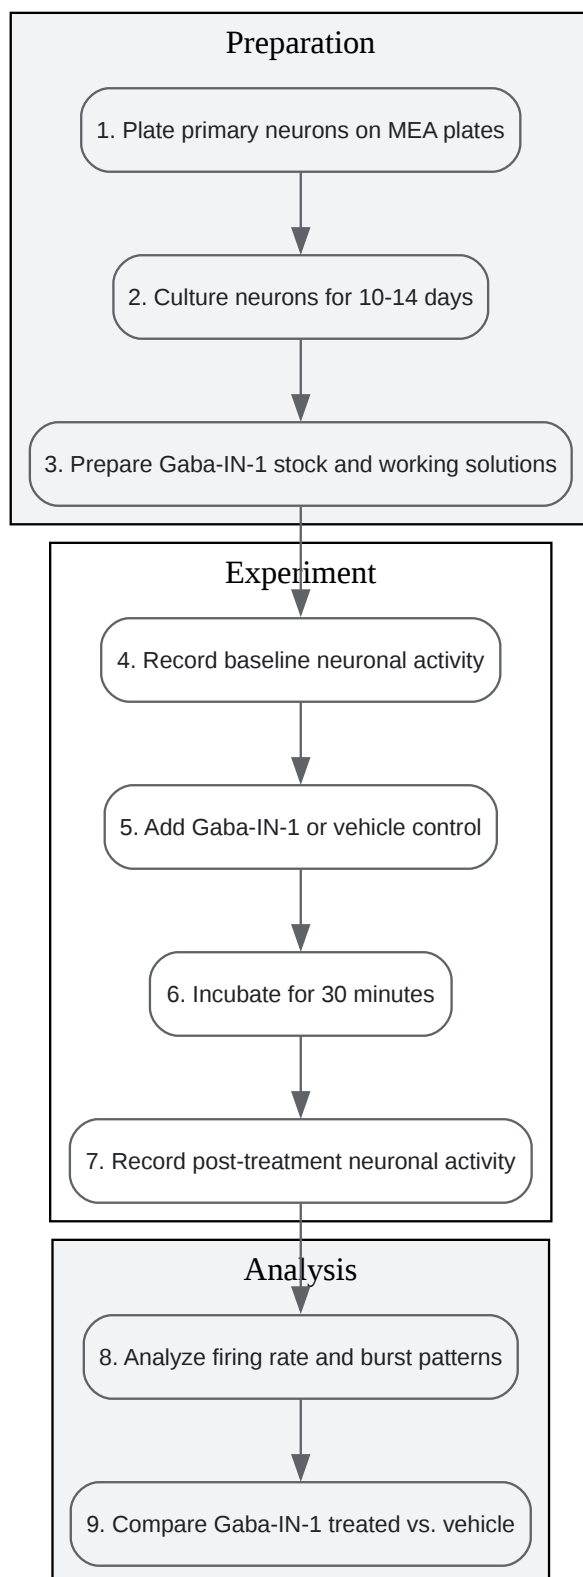 Preparation
1. Plate primary neurons on MEA plates
2. Culture neurons for 10-14 days
3. Prepare Gaba-IN-1 stock and working solutions
Experiment
4. Record baseline neuronal activity
5. Add Gaba-IN-1 or vehicle control
6. Incubate for 30 minutes
7. Record post-treatment neuronal activity
Analysis
8. Analyze firing rate and burst patterns
9. Compare Gaba-IN-1 treated vs. vehicle